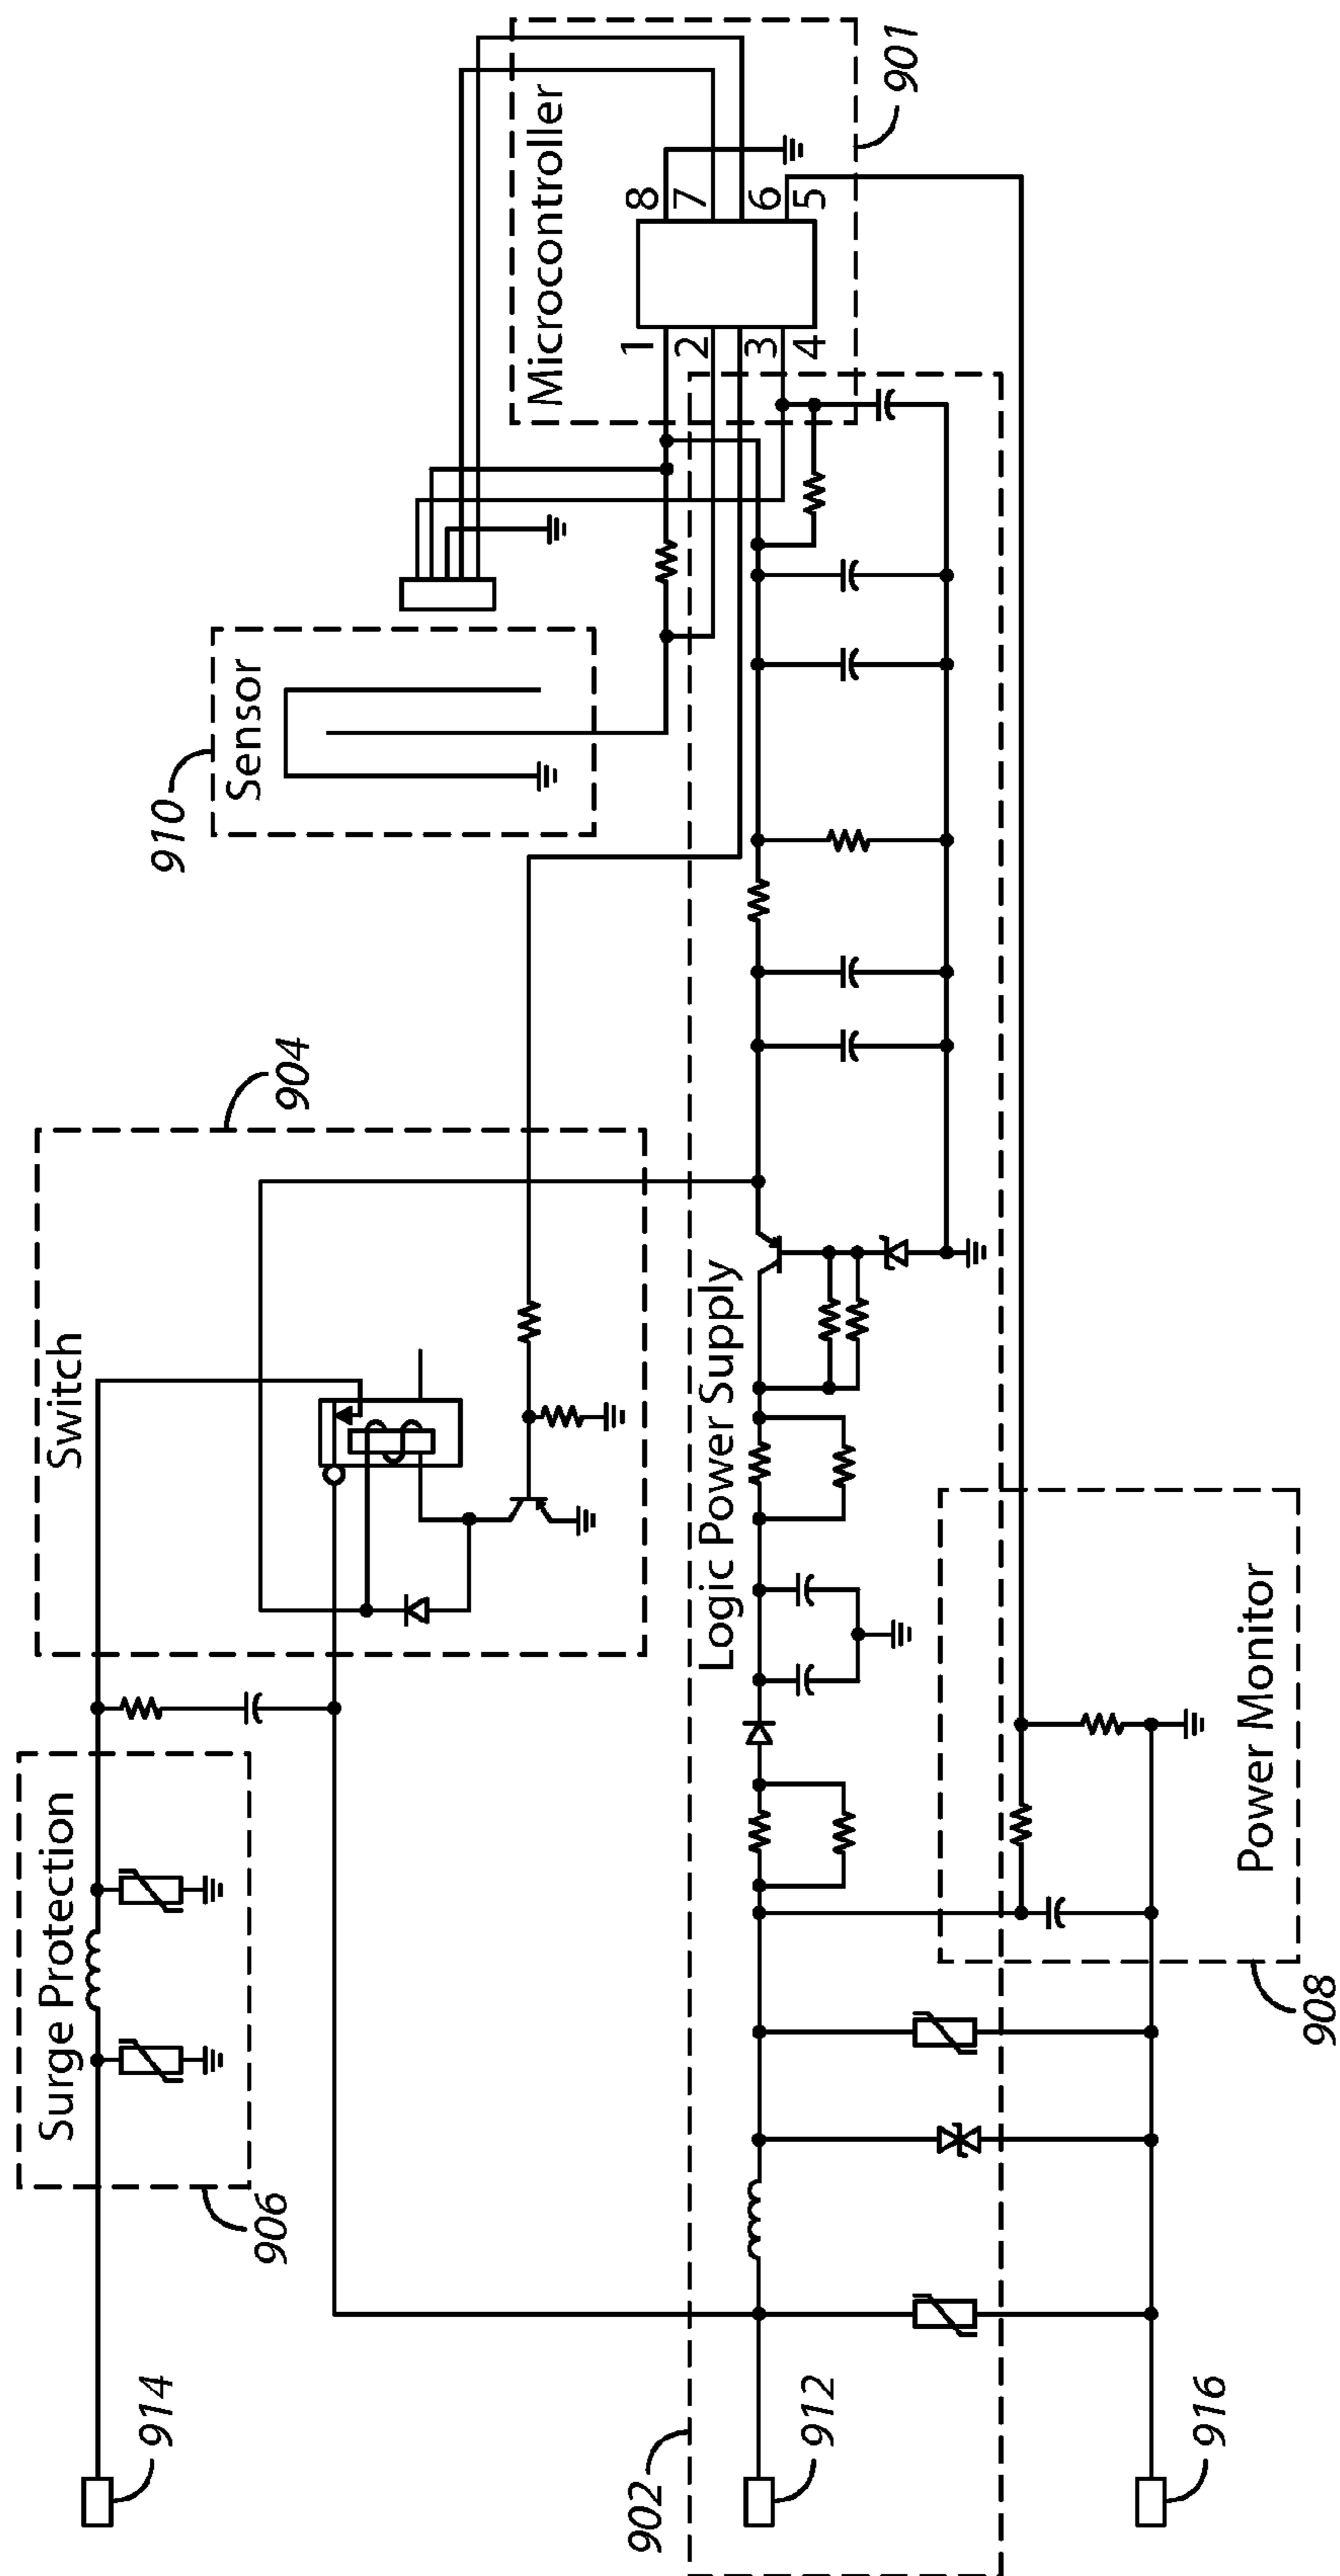 Surge Protection
906
914
Switch
904
Sensor
910
Microcontroller
901
1
2
3
4
8
7
6
5
Logic Power Supply
902
912
Power Monitor
908
916